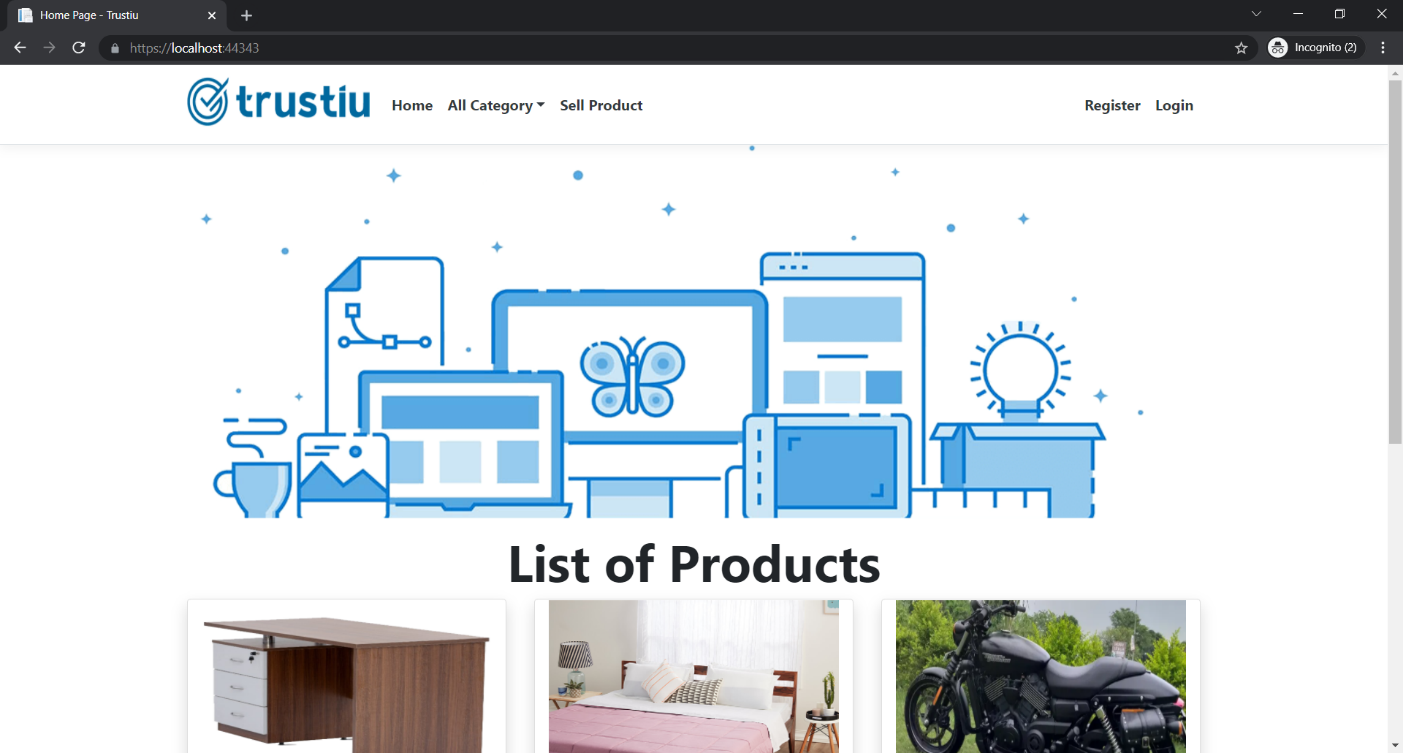 Home Page - Trustiu
https://localhost:44343
Incognito (2)
trustiu
Home
All Category
Sell Product
Register
Login
List of Products